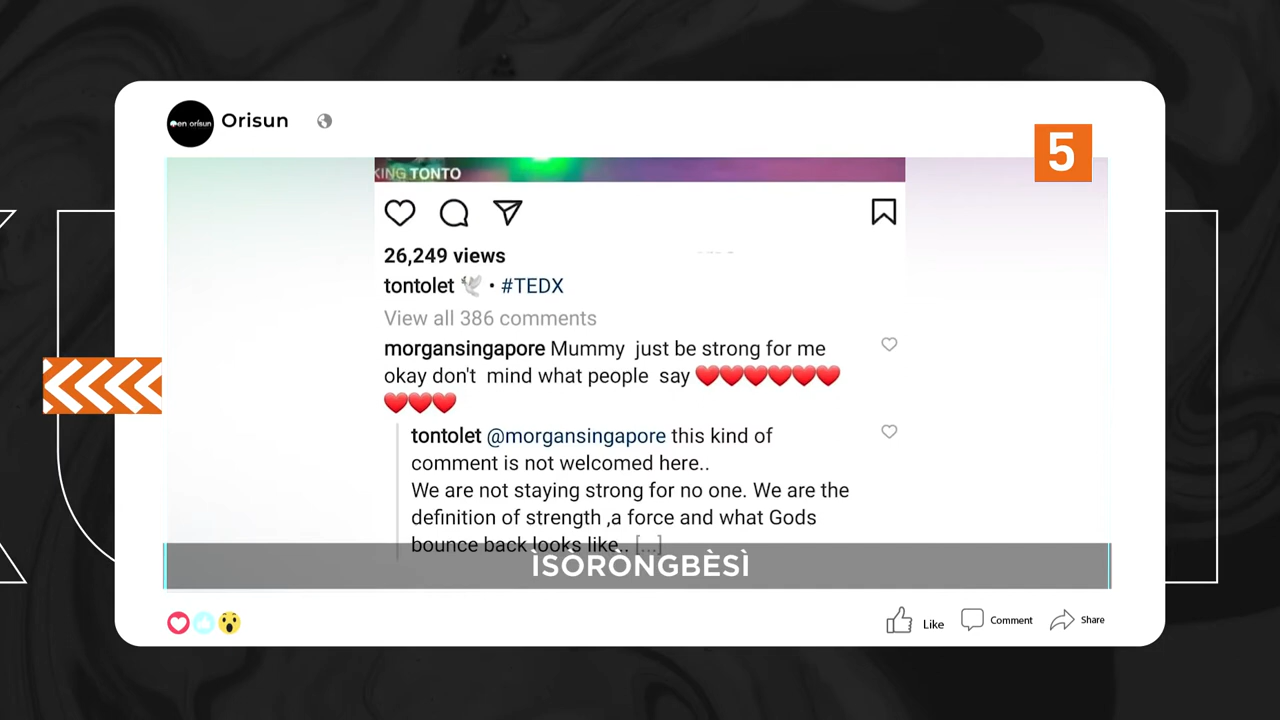 en orísun
Orisun
5
KING TONTO
26,249 views
tontolet 🕊️ • #TEDX
View all 386 comments
morgansingapore Mummy just be strong for me
okay don't mind what people say ❤️❤️❤️❤️❤️❤️
❤️❤️❤️
tontolet @morgansingapore this kind of
comment is not welcomed here..
We are not staying strong for no one. We are the
definition of strength ,a force and what Gods
bounce back looks like.. [...]
ÌSỌ̀RỌ̀ŃGBÈSÌ
Like
Comment
Share